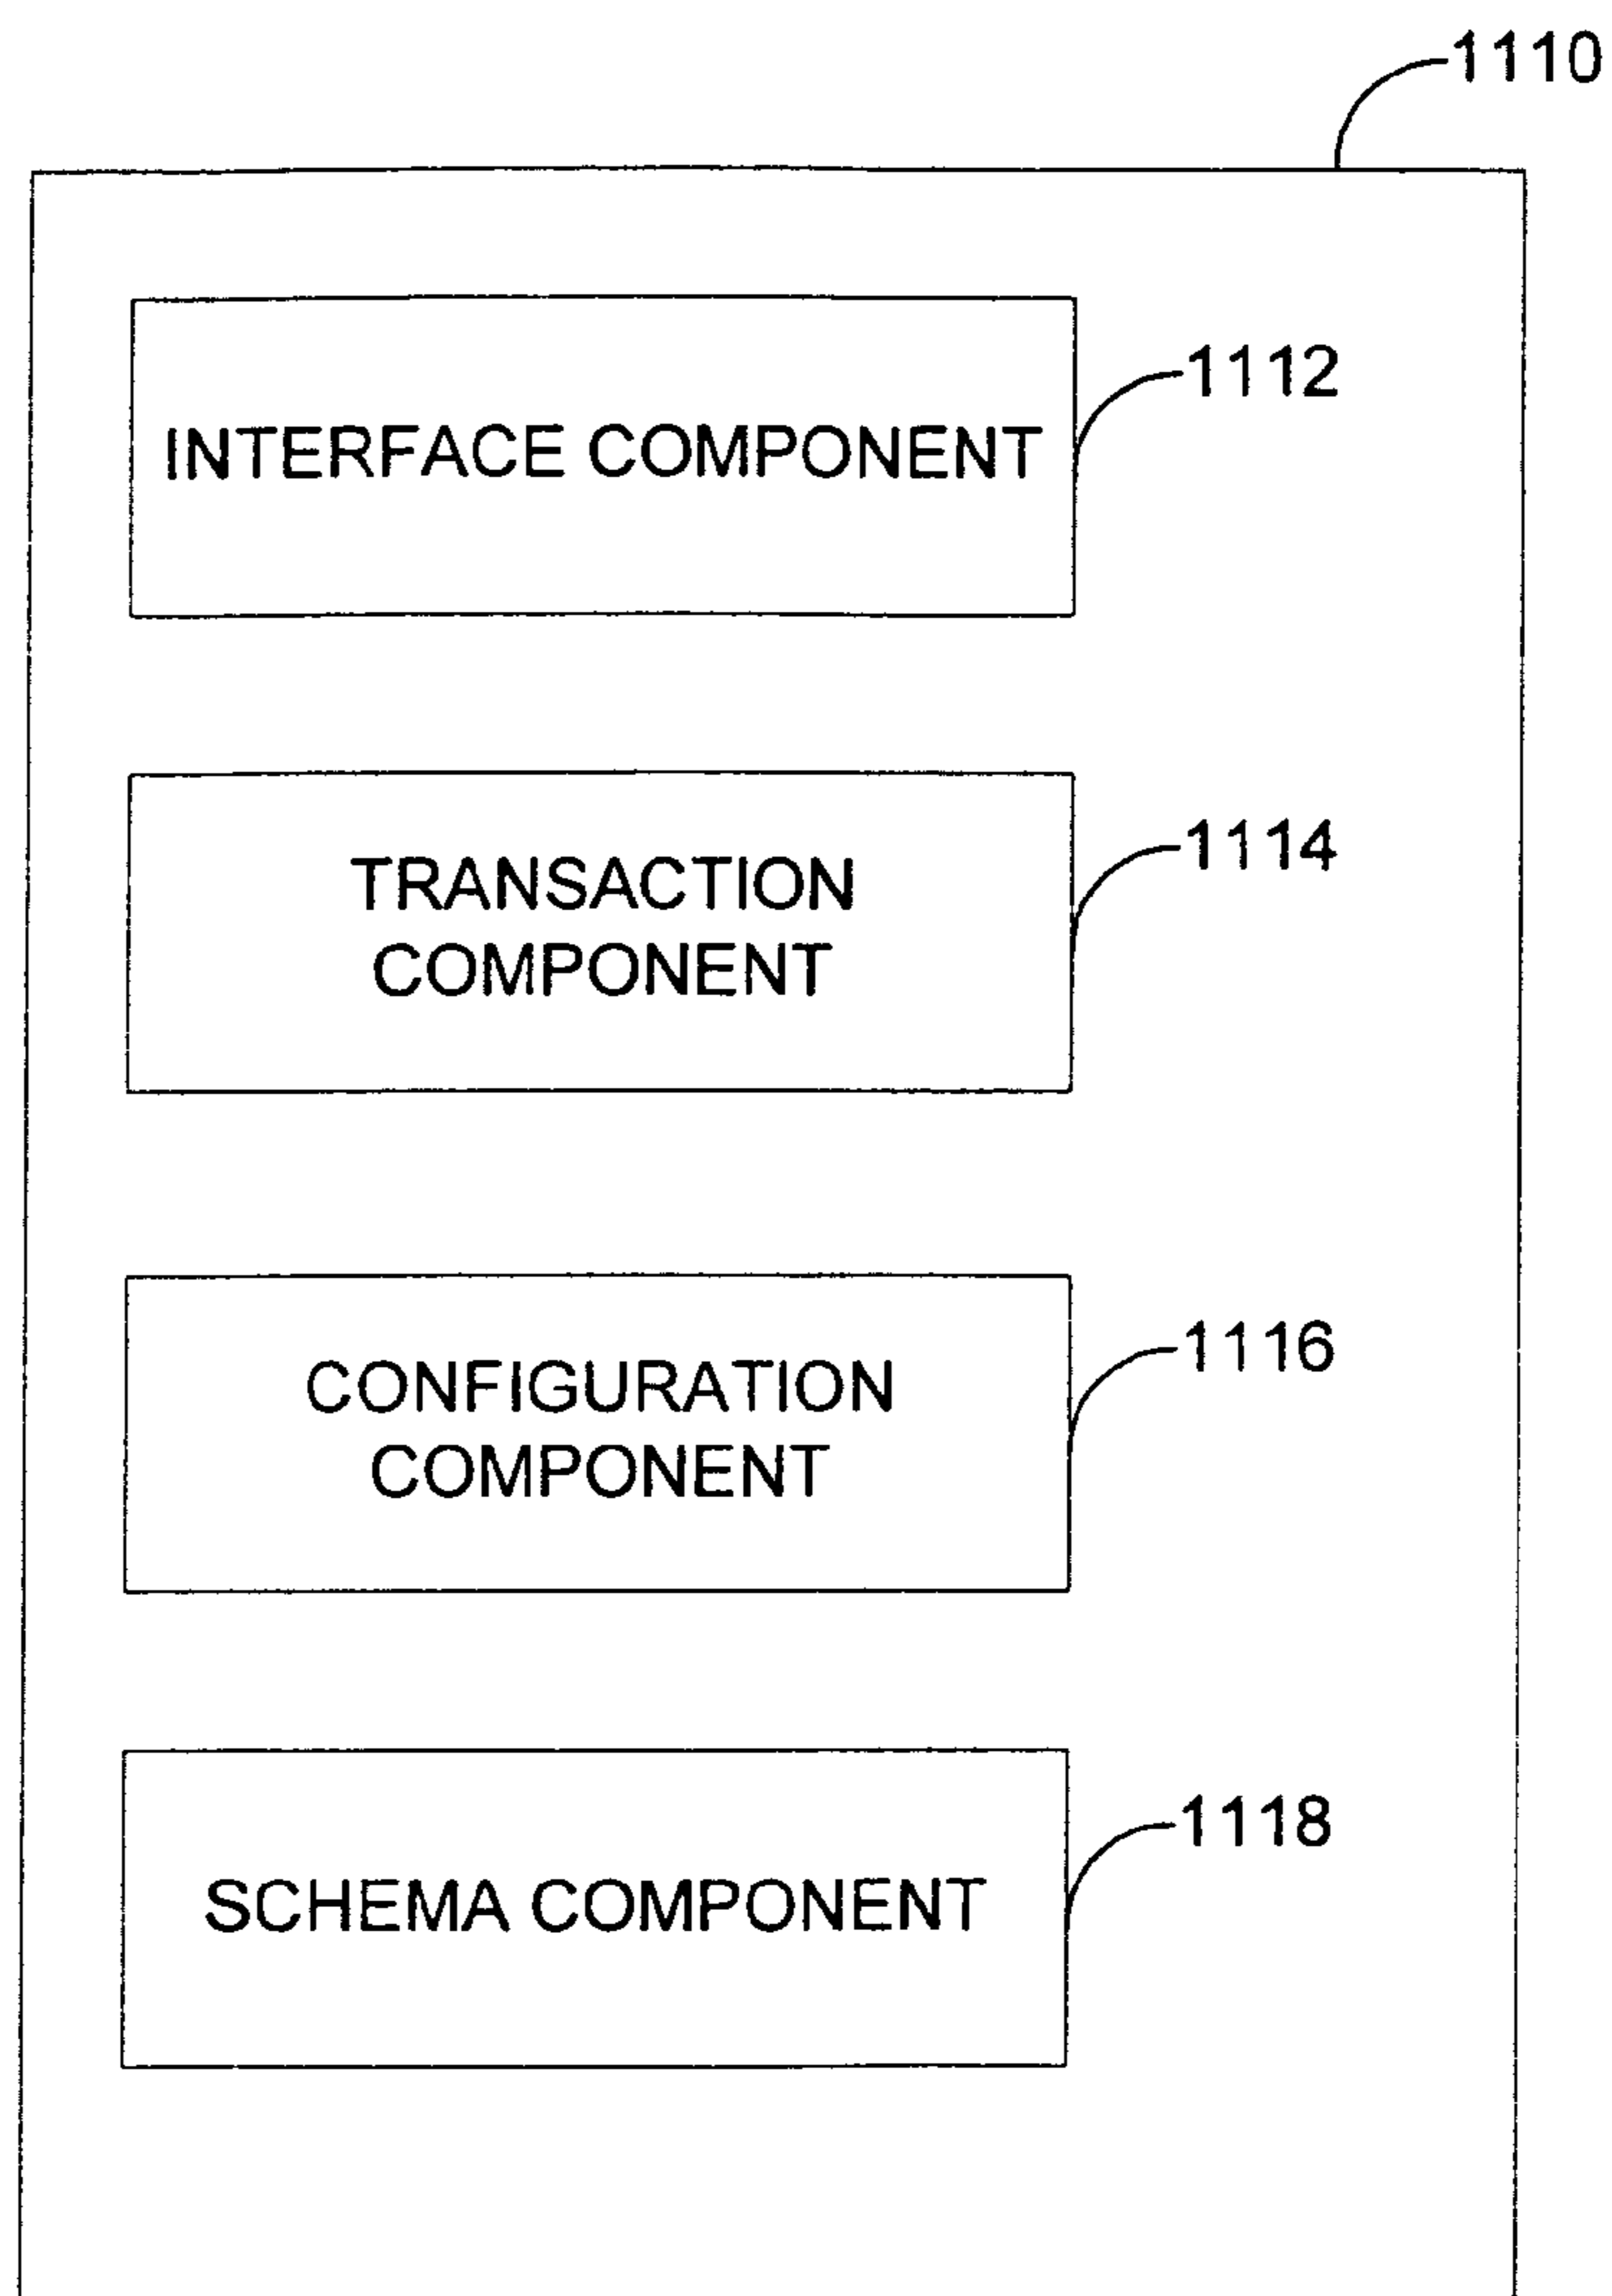 1110
INTERFACE COMPONENT
1112
TRANSACTION
COMPONENT
1114
CONFIGURATION
COMPONENT
1116
SCHEMA COMPONENT
1118